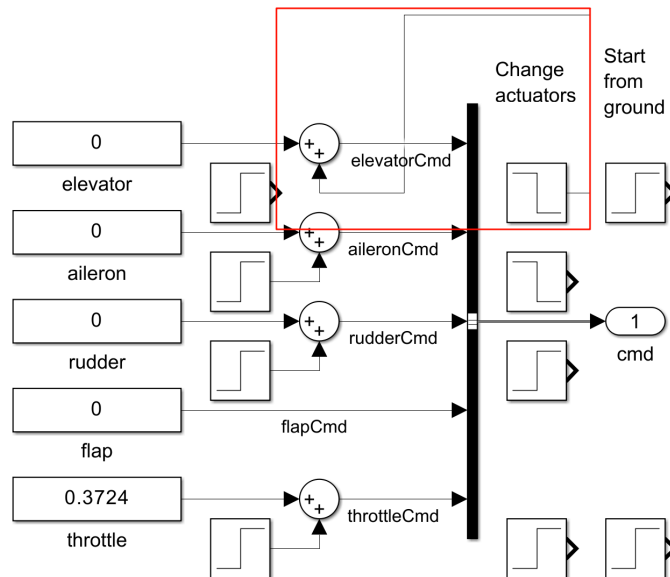 Change
actuators
Start
from
ground
0
elevator
elevatorCmd
0
aileron
aileronCmd
0
rudder
rudderCmd
1
cmd
0
flap
flapCmd
0.3724
throttle
throttleCmd